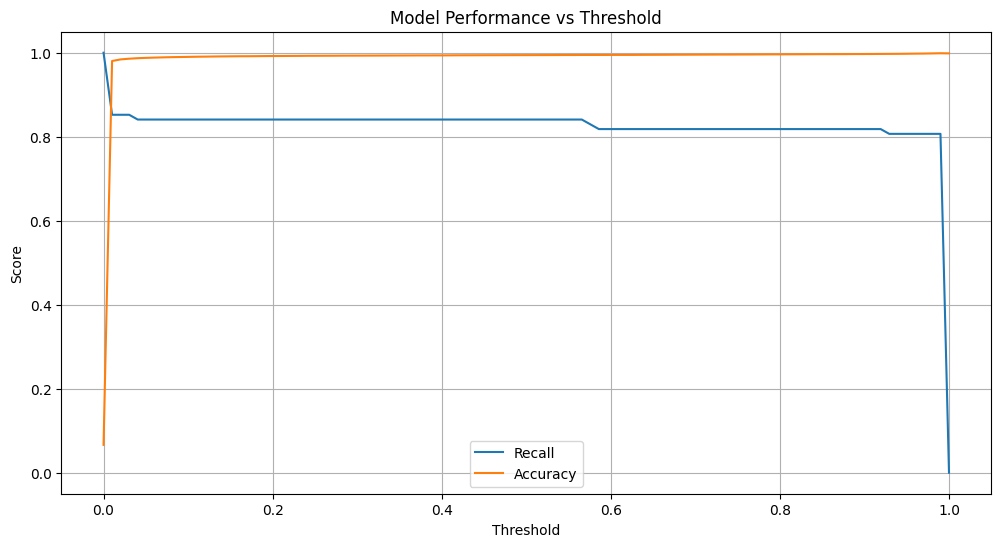 Model Performance vs Threshold
1.0
0.8
0.6
0.4
0.2
0.0
Score
Recall
Accuracy
0.0 0.2 0.4 0.6 0.8 1.0
Threshold